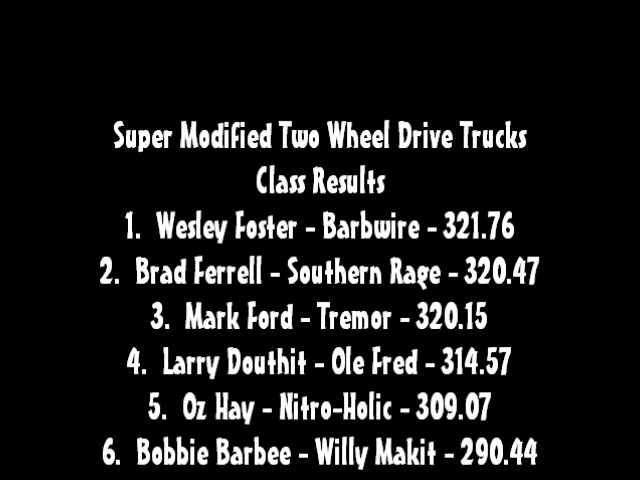 Super Modified Two Wheel Drive Trucks
Class Results
1. Wesley Foster - Barbwire - 321.76
2. Brad Ferrell - Southern Rage - 320.47
3. Mark Ford - Tremor - 320.15
4. Larry Douthit - Ole Fred - 314.57
5. Oz Hay - Nitro-Holic - 309.07
6. Bobbie Barbee - Willy Makit - 290.44